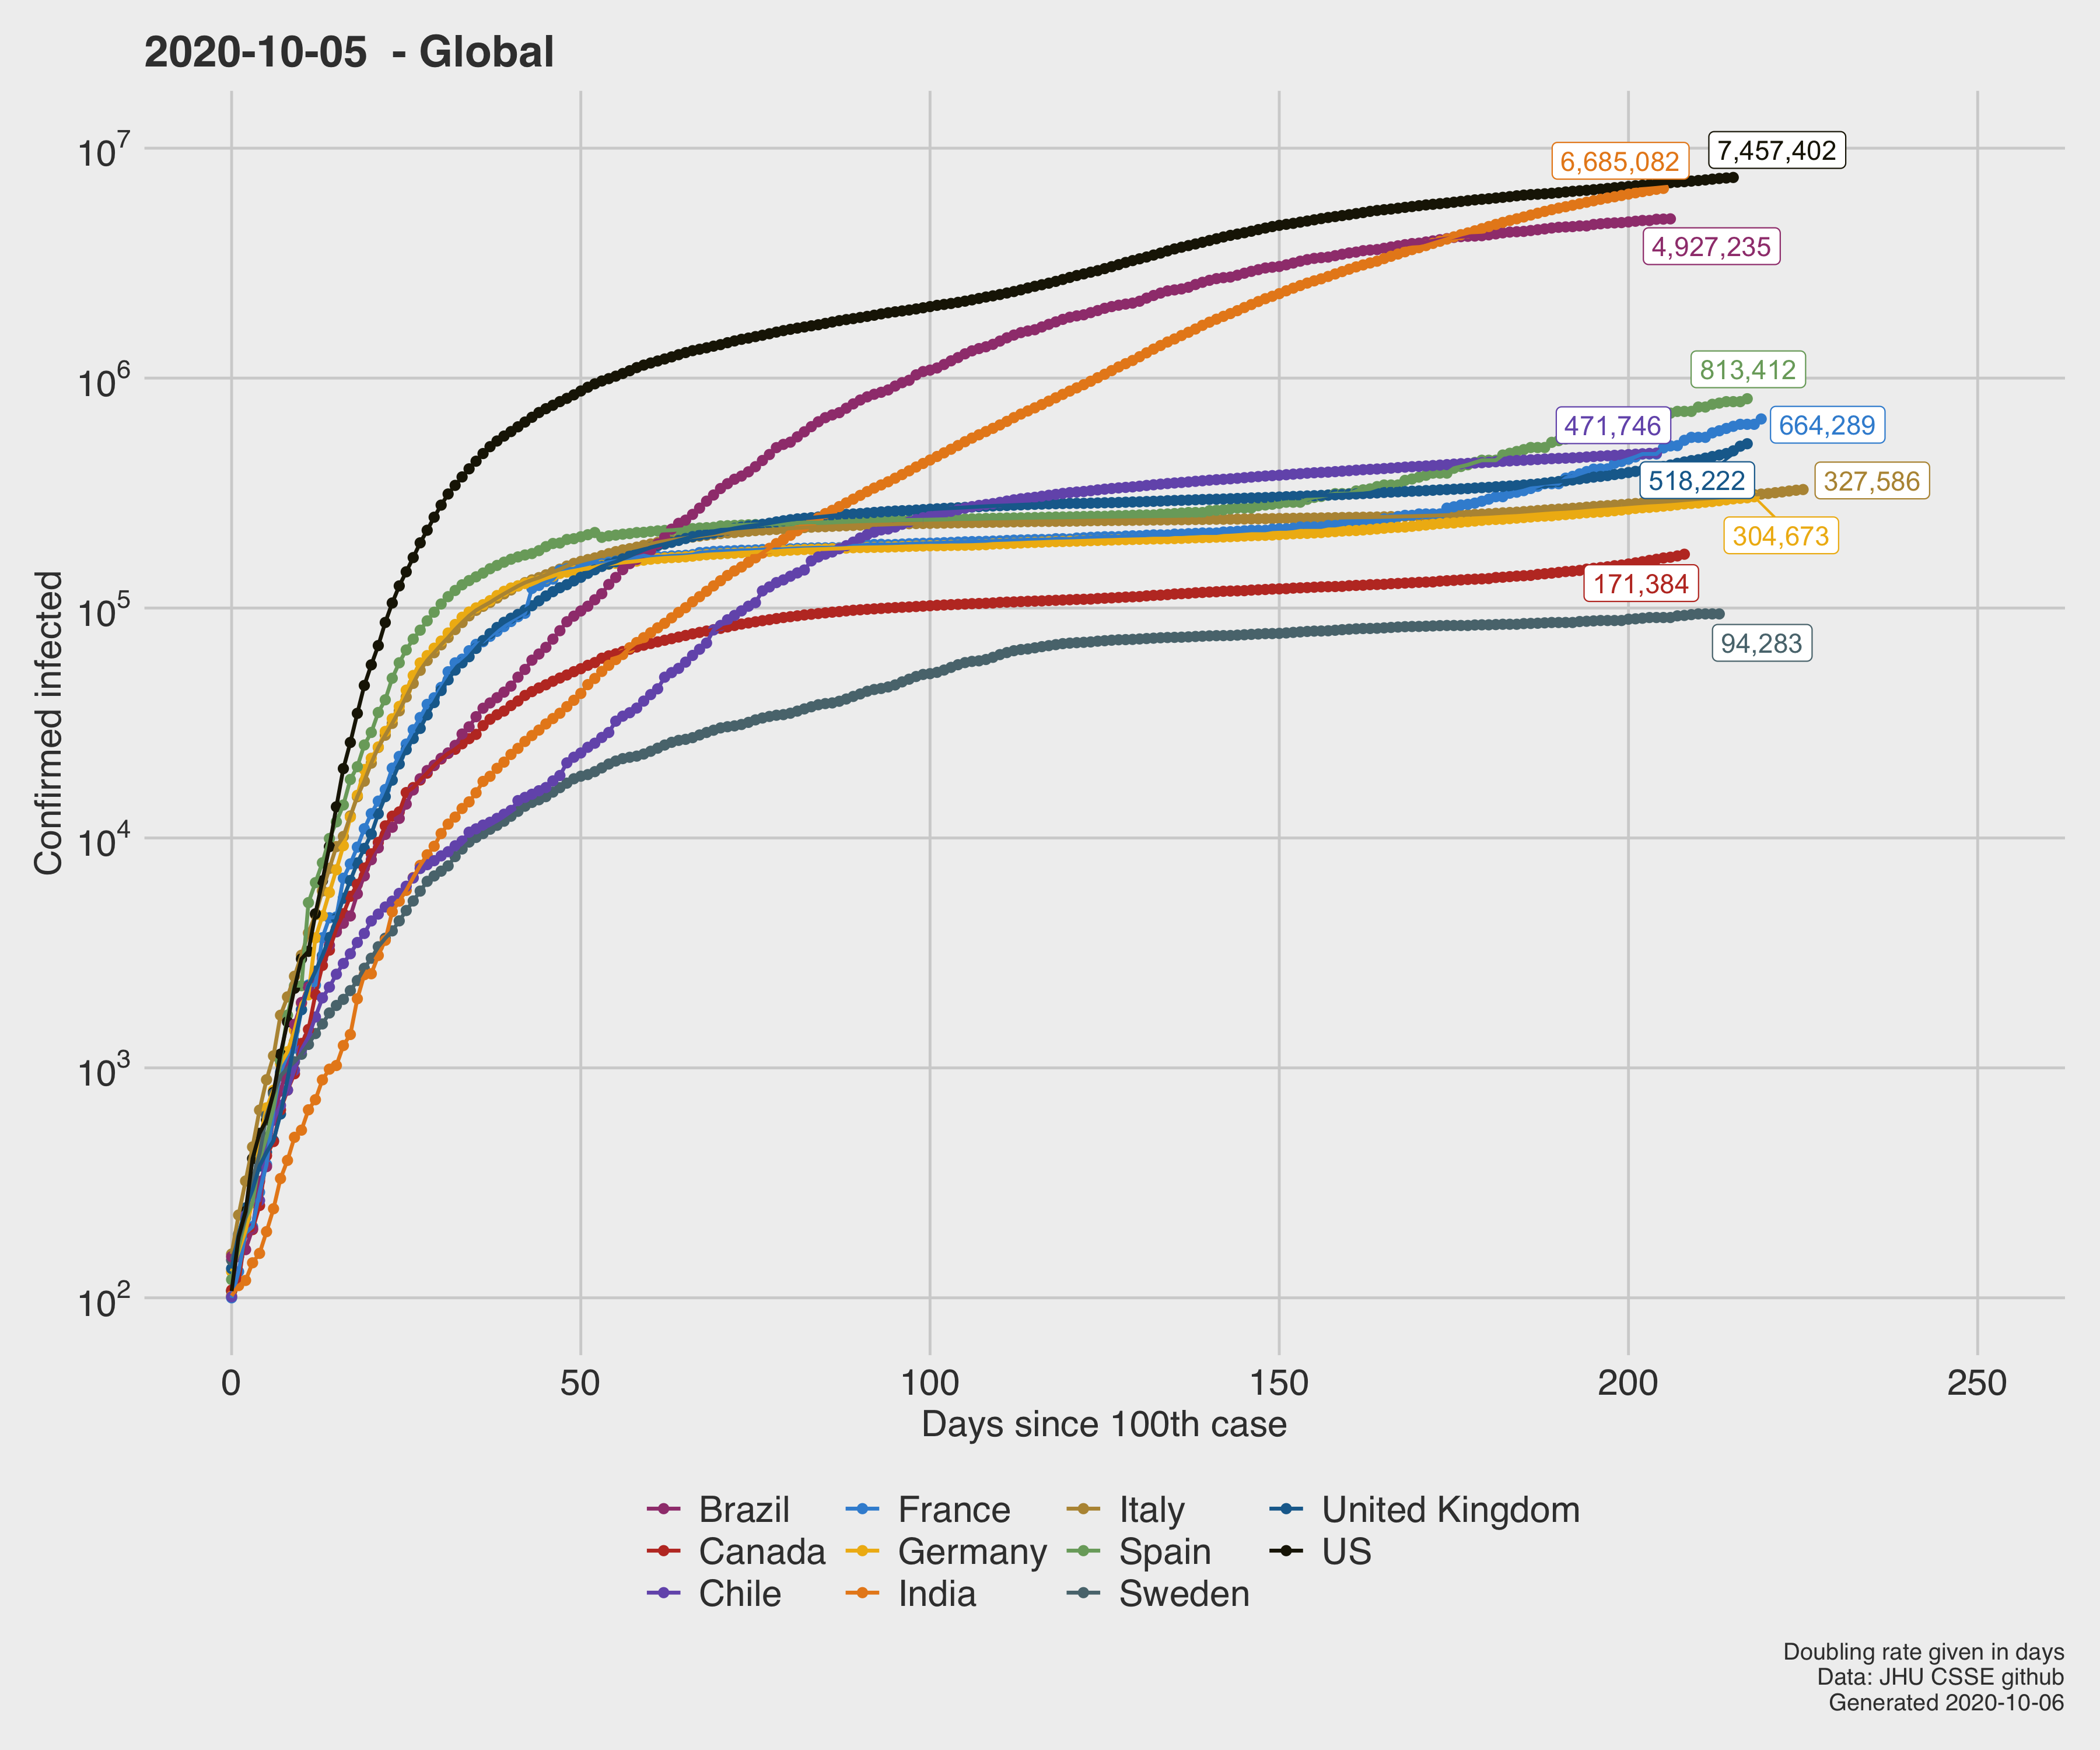 2020-10-05  - Global
Confirmed infected
10^7
10^6
10^5
10^4
10^3
10^2
6,685,082
7,457,402
4,927,235
813,412
471,746
664,289
518,222
327,586
304,673
171,384
94,283
0 50 100 150 200 250
Days since 100th case
Brazil France Italy United Kingdom
Canada Germany Spain US
Chile India Sweden
Doubling rate given in days
Data: JHU CSSE github
Generated 2020-10-06